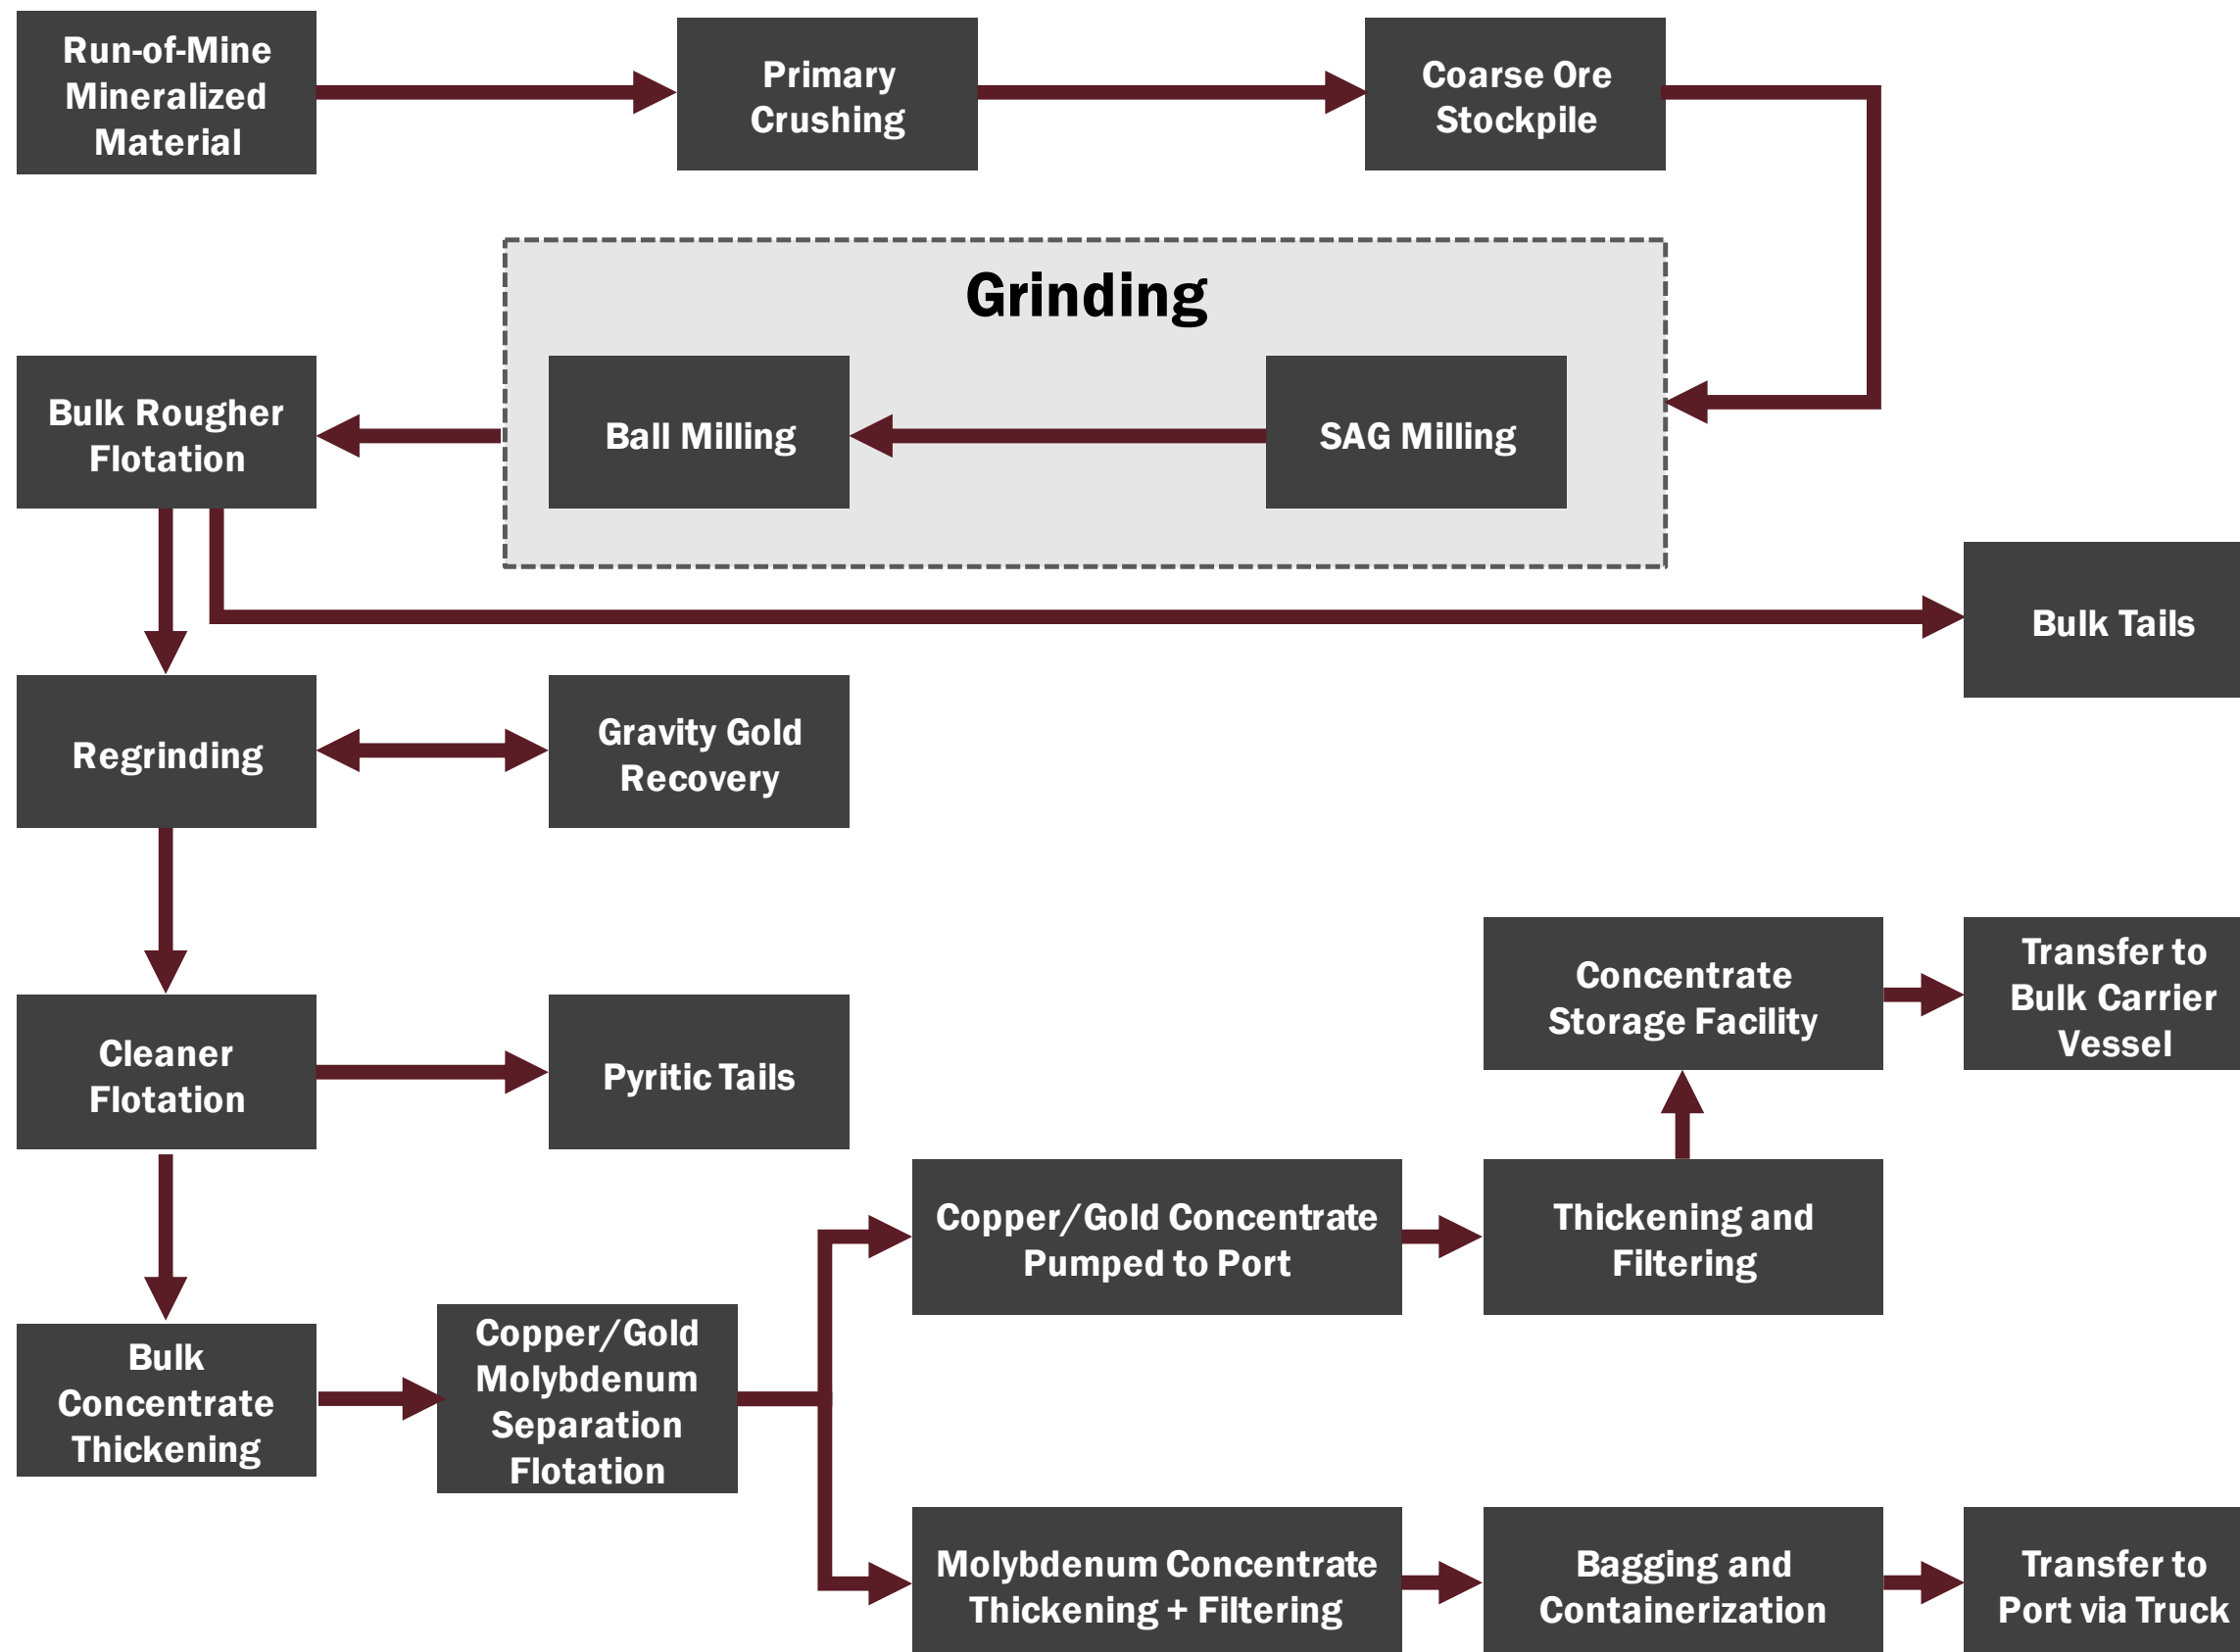 Run-of-Mine
Mineralized
Material
Primary
Crushing
Coarse Ore
Stockpile
Grinding
Bulk Rougher
Flotation
Ball Milling
SAG Milling
Bulk Tails
Regrinding
Gravity Gold
Recovery
Cleaner
Flotation
Pyritic Tails
Concentrate
Storage Facility
Transfer to
Bulk Carrier
Vessel
Copper/Gold Concentrate
Pumped to Port
Thickening and
Filtering
Bulk
Concentrate
Thickening
Copper/Gold
Molybdenum
Separation
Flotation
Molybdenum Concentrate
Thickening + Filtering
Bagging and
Containerization
Transfer to
Port via Truck